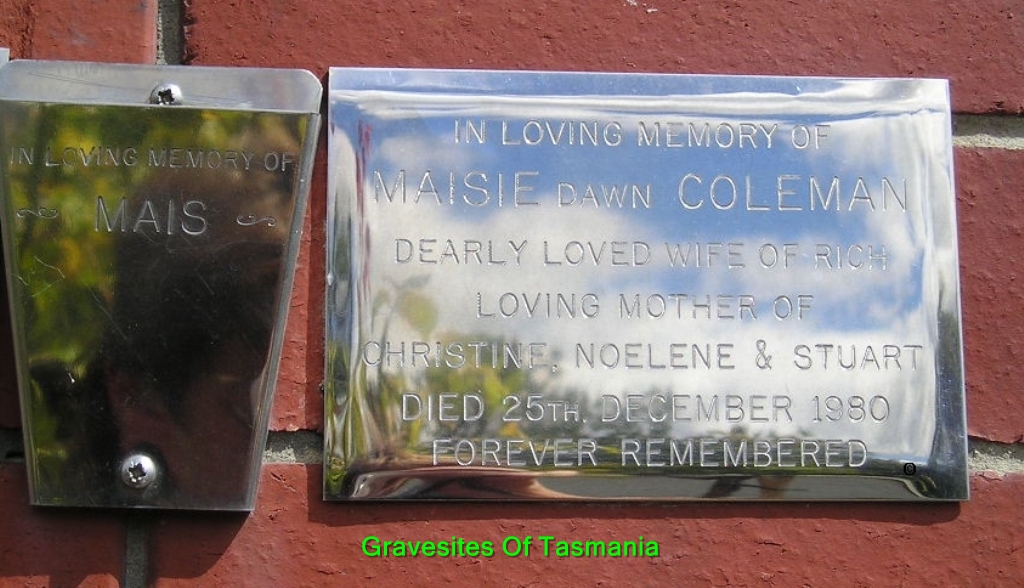 IN LOVING MEMORY OF
MAIS
IN LOVING MEMORY OF
MAISIE DAWN COLEMAN
DEARLY LOVED WIFE OF RICH
LOVING MOTHER OF
CHRISTINE, NOELENE & STUART
DIED 25TH. DECEMBER 1980
FOREVER REMEMBERED
©
Gravesites Of Tasmania